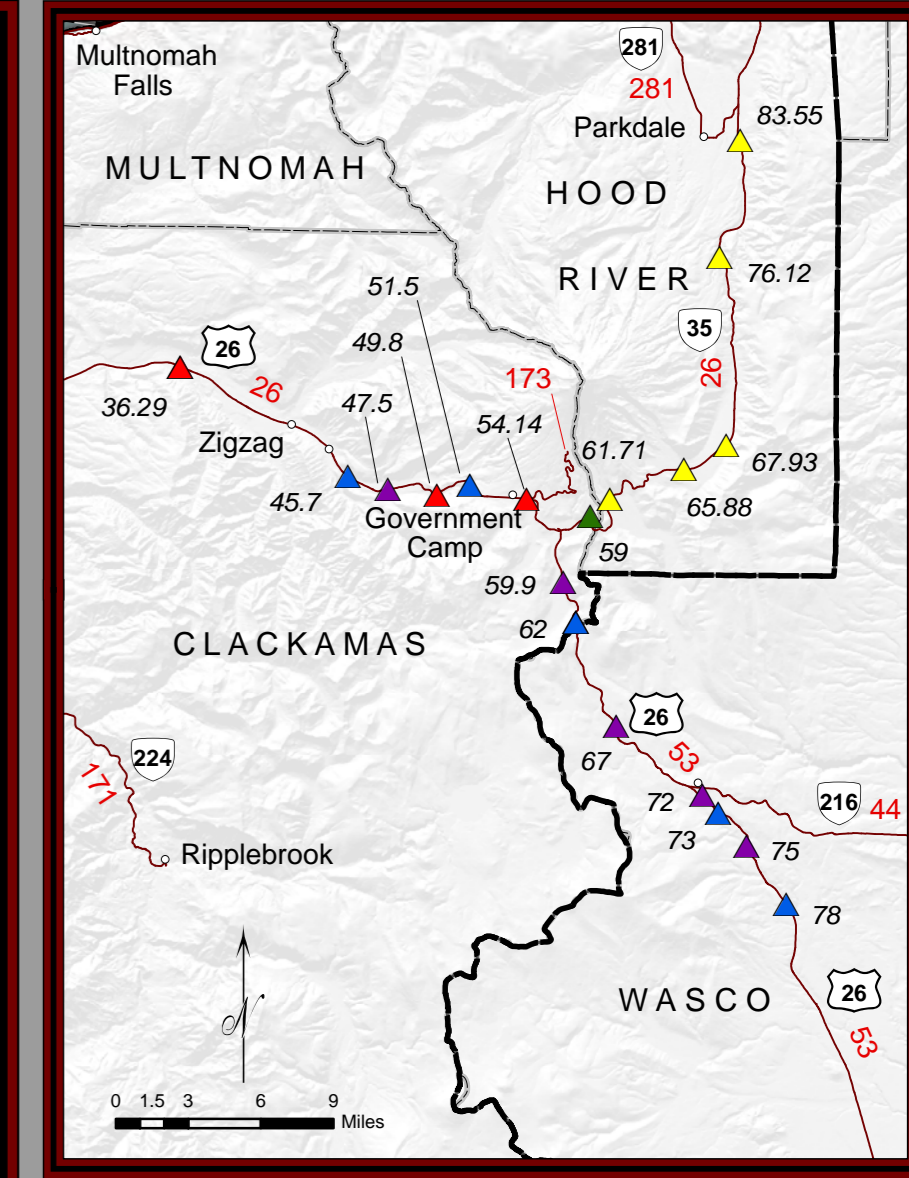 Multnomah
Falls
281
281
Parkdale
83.55
MULTNOMAH
HOOD
RIVER
76.12
51.5
35
26
26
49.8
173
26
36.29
47.5
54.14
61.71
Zigzag
67.93
45.7
65.88
Government
Camp
59
59.9
62
CLACKAMAS
26
67
53
224
171
72
216
44
73
75
Ripplebrook
78
N
WASCO
26
53
0 1.5 3 6 9
Miles